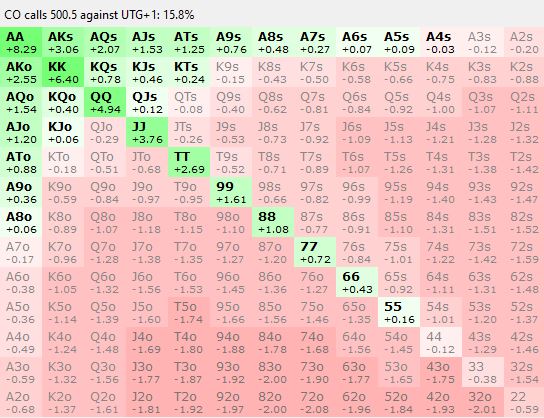 CO calls 500.5 against UTG+1: 15.8%
AA AKs AQs AJs ATs A9s A8s A7s A6s A5s A4s A3s A2s
+8.29 +3.06 +2.07 +1.53 +1.25 +0.76 +0.48 +0.27 +0.07 +0.09 -0.03 -0.12 -0.20
AKo KK KQs KJs KTs K9s K8s K7s K6s K5s K4s K3s K2s
+2.55 +6.40 +0.78 +0.46 +0.24 -0.15 -0.43 -0.50 -0.58 -0.66 -0.75 -0.83 -0.88
AQo KQo QQ QJs QTs Q9s Q8s Q7s Q6s Q5s Q4s Q3s Q2s
+1.54 +0.40 +4.94 +0.12 -0.08 -0.40 -0.62 -0.81 -0.84 -0.92 -1.00 -1.07 -1.11
AJo KJo QJo JJ JTs J9s J8s J7s J6s J5s J4s J3s J2s
+1.20 +0.06 -0.29 +3.76 -0.26 -0.53 -0.73 -0.92 -1.09 -1.13 -1.21 -1.28 -1.32
ATo KTo QTo JTo TT T9s T8s T7s T6s T5s T4s T3s T2s
+0.88 -0.18 -0.51 -0.68 +2.69 -0.52 -0.71 -0.89 -1.07 -1.26 -1.31 -1.38 -1.43
A9o K9o Q9o J9o T9o 99 98s 97s 96s 95s 94s 93s 92s
+0.36 -0.59 -0.84 -0.97 -0.95 +1.61 -0.66 -0.82 -0.99 -1.19 -1.40 -1.43 -1.47
A8o K8o Q8o J8o T8o 98o 88 87s 86s 85s 84s 83s 82s
+0.06 -0.89 -1.07 -1.18 -1.15 -1.10 +1.08 -0.77 -0.91 -1.10 -1.31 -1.51 -1.52
A7o K7o Q7o J7o T7o 97o 87o 77 76s 75s 74s 73s 72s
-0.17 -0.96 -1.28 -1.38 -1.35 -1.27 -1.20 +0.72 -0.83 -1.02 -1.22 -1.42 -1.59
A6o K6o Q6o J6o T6o 96o 86o 76o 66 65s 64s 63s 62s
-0.38 -1.05 -1.32 -1.56 -1.53 -1.45 -1.36 -1.27 +0.43 -0.92 -1.11 -1.31 -1.48
A5o K5o Q5o J5o T5o 95o 85o 75o 65o 55 54s 53s 52s
-0.36 -1.14 -1.39 -1.60 -1.74 -1.66 -1.56 -1.46 -1.35 +0.16 -1.01 -1.20 -1.37
A4o K4o Q4o J4o T4o 94o 84o 74o 64o 54o 44 43s 42s
-0.49 -1.24 -1.48 -1.69 -1.80 -1.88 -1.78 -1.68 -1.56 -1.45 -0.12 -1.29 -1.46
A3o K3o Q3o J3o T3o 93o 83o 73o 63o 53o 43o 33 32s
-0.59 -1.32 -1.56 -1.77 -1.87 -1.92 -2.00 -1.90 -1.77 -1.65 -1.75 -0.38 -1.54
A2o K2o Q2o J2o T2o 92o 82o 72o 62o 52o 42o 32o 22
-0.68 -1.37 -1.61 -1.81 -1.92 -1.97 -2.00 -2.08 -1.96 -1.84 -1.94 -2.01 -0.59